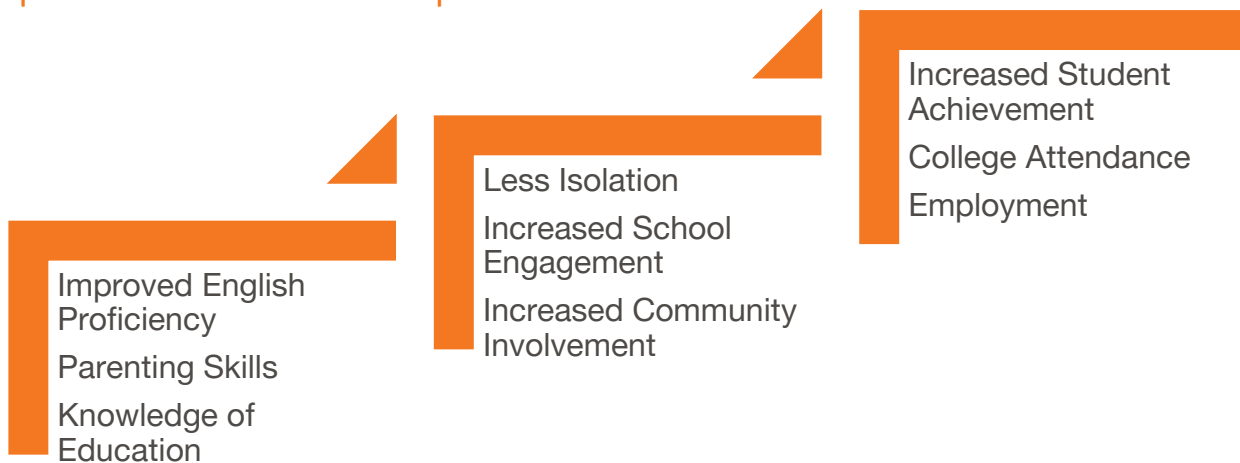 Improved English
Proficiency
Parenting Skills
Knowledge of
Education
Less Isolation
Increased School
Engagement
Increased Community
Involvement
Increased Student
Achievement
College Attendance
Employment